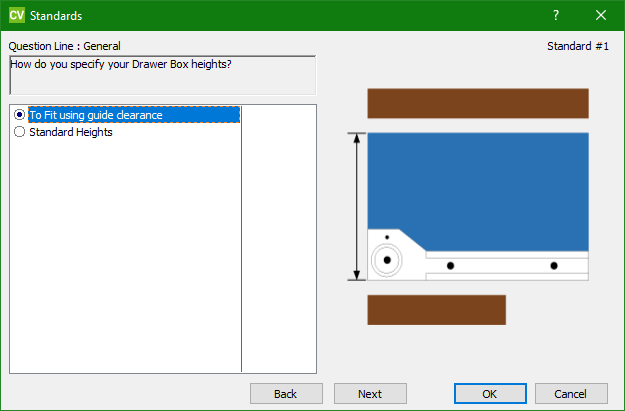 CV Standards
Question Line : General
Standard #1
How do you specify your Drawer Box heights?
To Fit using guide clearance
Standard Heights
Back
Next
OK
Cancel